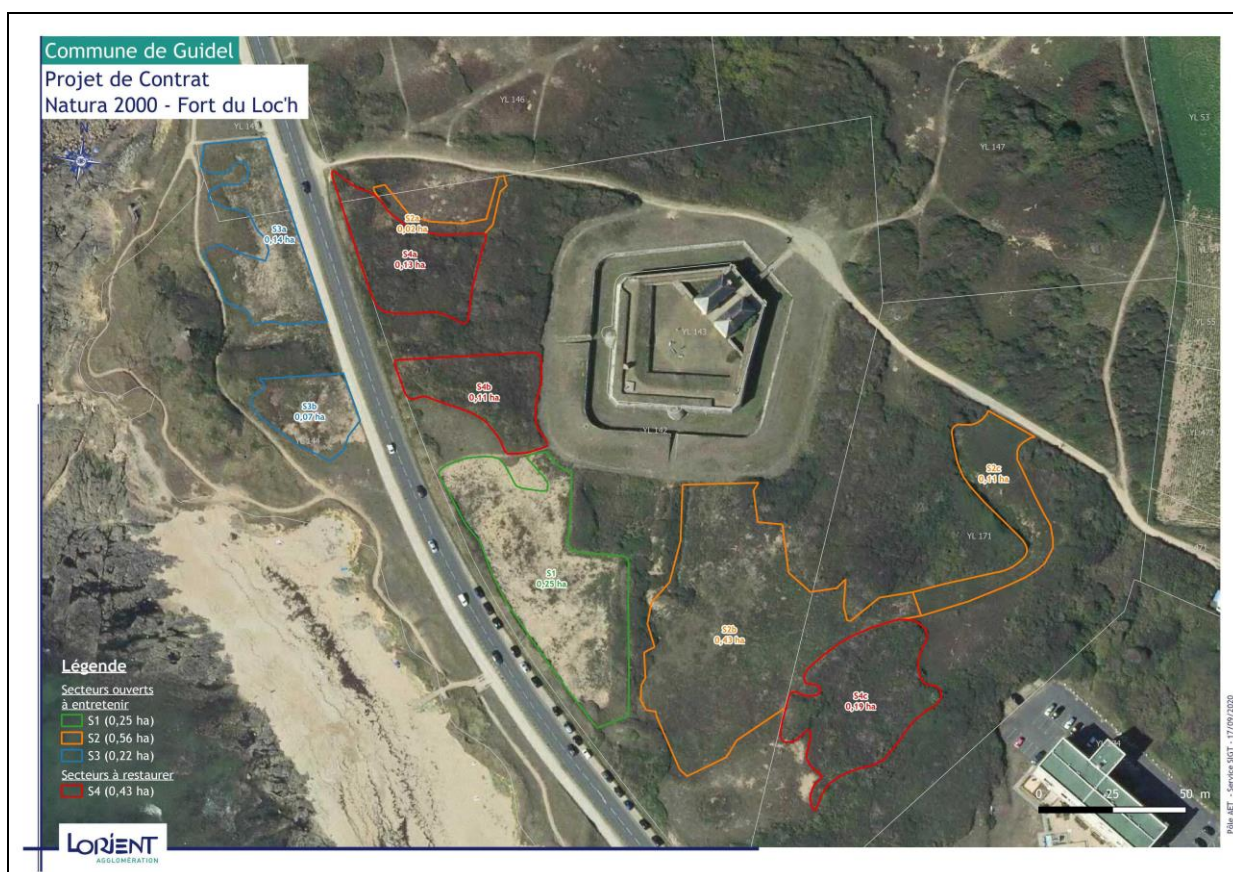 Commune de Guidel
Projet de Contrat
Natura 2000 - Fort du Loc'h
N
YL 146
YL 53
YL 147
S3a
0,14 ha
S2a
0,02 ha
S4a
0,13 ha
YL 143
YL 55
S4b
0,11 ha
S3b
0,07 ha
YL 142
S2c
0,11 ha
YL 171
S1
0,25 ha
S2b
0,43 ha
S4c
0,19 ha
Légende
Secteurs ouverts
à entretenir
S1 (0,25 ha)
S2 (0,56 ha)
S3 (0,22 ha)
Secteurs à restaurer
S4 (0,43 ha)
0 25 50 m
LORIENT
AGGLOMÉRATION
Pôle AET - Service SIGT - 17/09/2020